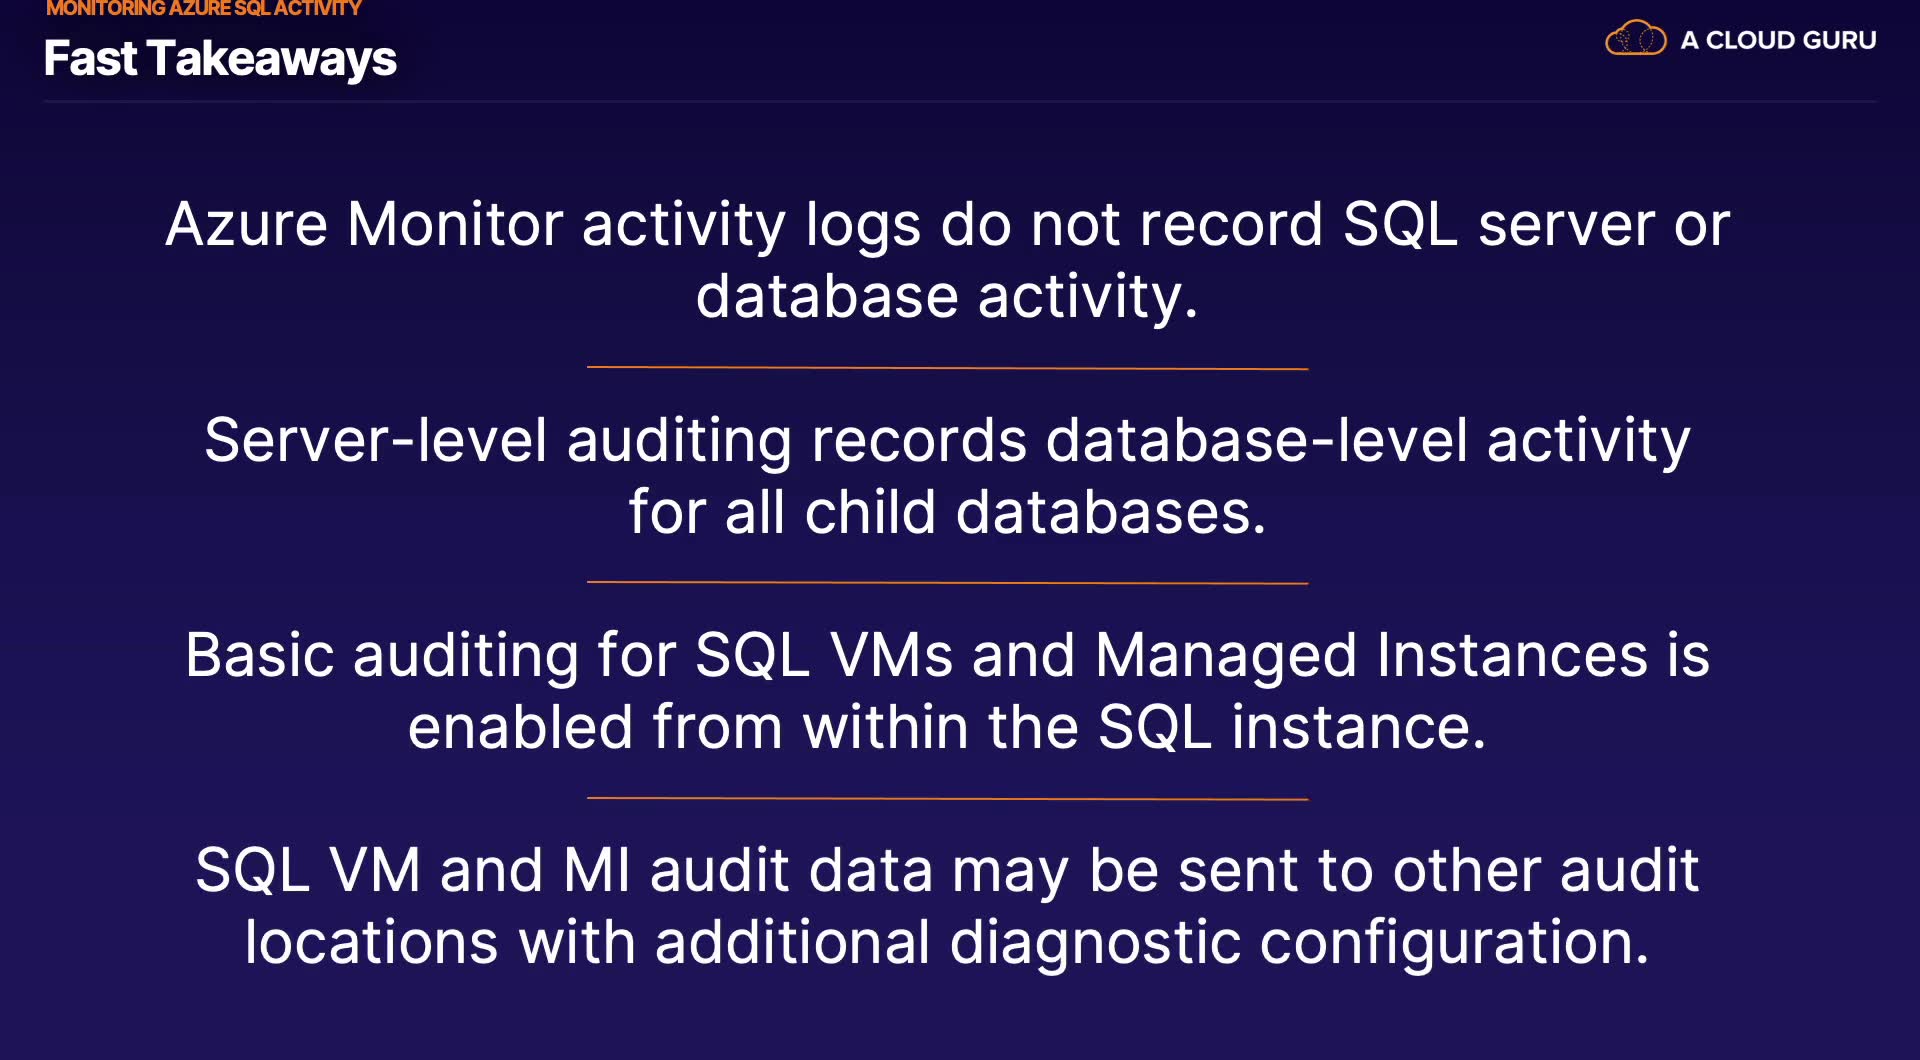 MONITORING AZURE SQL ACTIVITY
Fast Takeaways
A CLOUD GURU
Azure Monitor activity logs do not record SQL server or
database activity.
Server-level auditing records database-level activity
for all child databases.
Basic auditing for SQL VMs and Managed Instances is
enabled from within the SQL instance.
SQL VM and MI audit data may be sent to other audit
locations with additional diagnostic configuration.